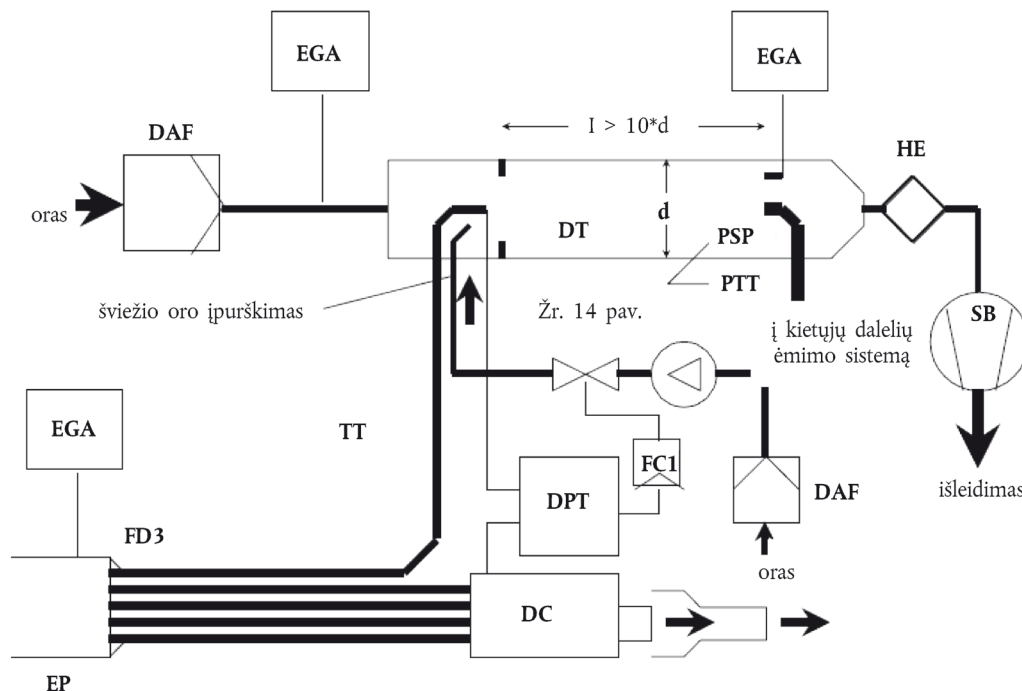 EGA
EGA
DAF
l > 10*d
HE
oras
d
DT
PSP
PTT
šviežio oro įpurškimas
Žr. 14 pav.
į kietųjų dalelių
ėmimo sistemą
SB
EGA
TT
FC1
DAF
išleidimas
DPT
FD3
oras
DC
EP